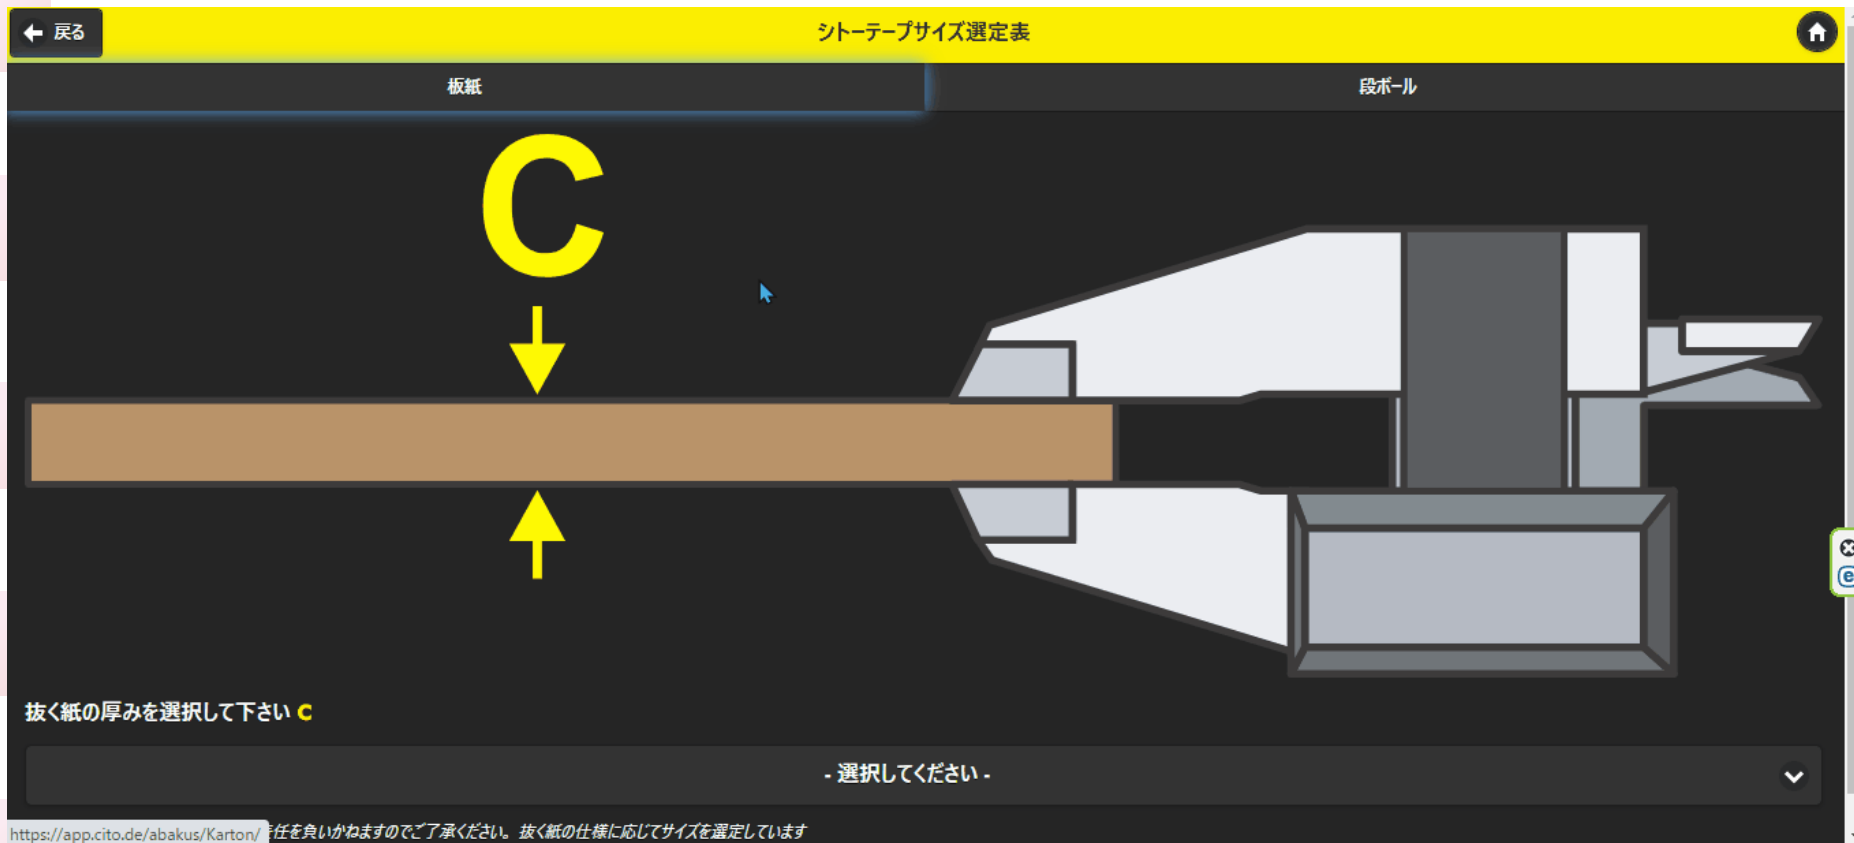 戻る
シトーテープサイズ選定表
板紙
段ボール
C
抜く紙の厚みを選択して下さい C
- 選択してください -
任を負いかねますのでご了承ください。抜く紙の仕様に応じてサイズを選定しています
https://app.cito.de/abakus/Karton/